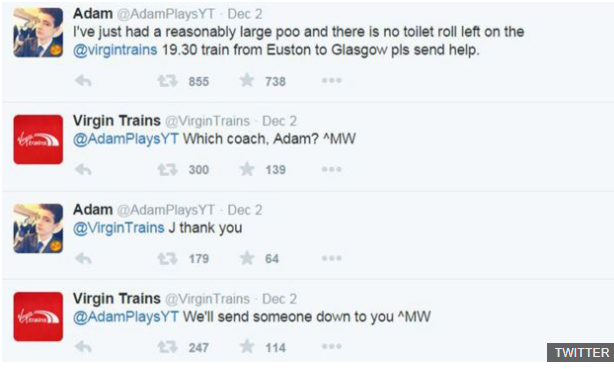 Adam @AdamPlaysYT · Dec 2
I've just had a reasonably large poo and there is no toilet roll left on the
@virgintrains 19.30 train from Euston to Glasgow pls send help.
855 738
Virgin Trains @VirginTrains · Dec 2
@AdamPlaysYT Which coach, Adam? ^MW
300 139
Adam @AdamPlaysYT · Dec 2
@VirginTrains J thank you
179 64
Virgin Trains @VirginTrains · Dec 2
@AdamPlaysYT We'll send someone down to you ^MW
247 114
TWITTER